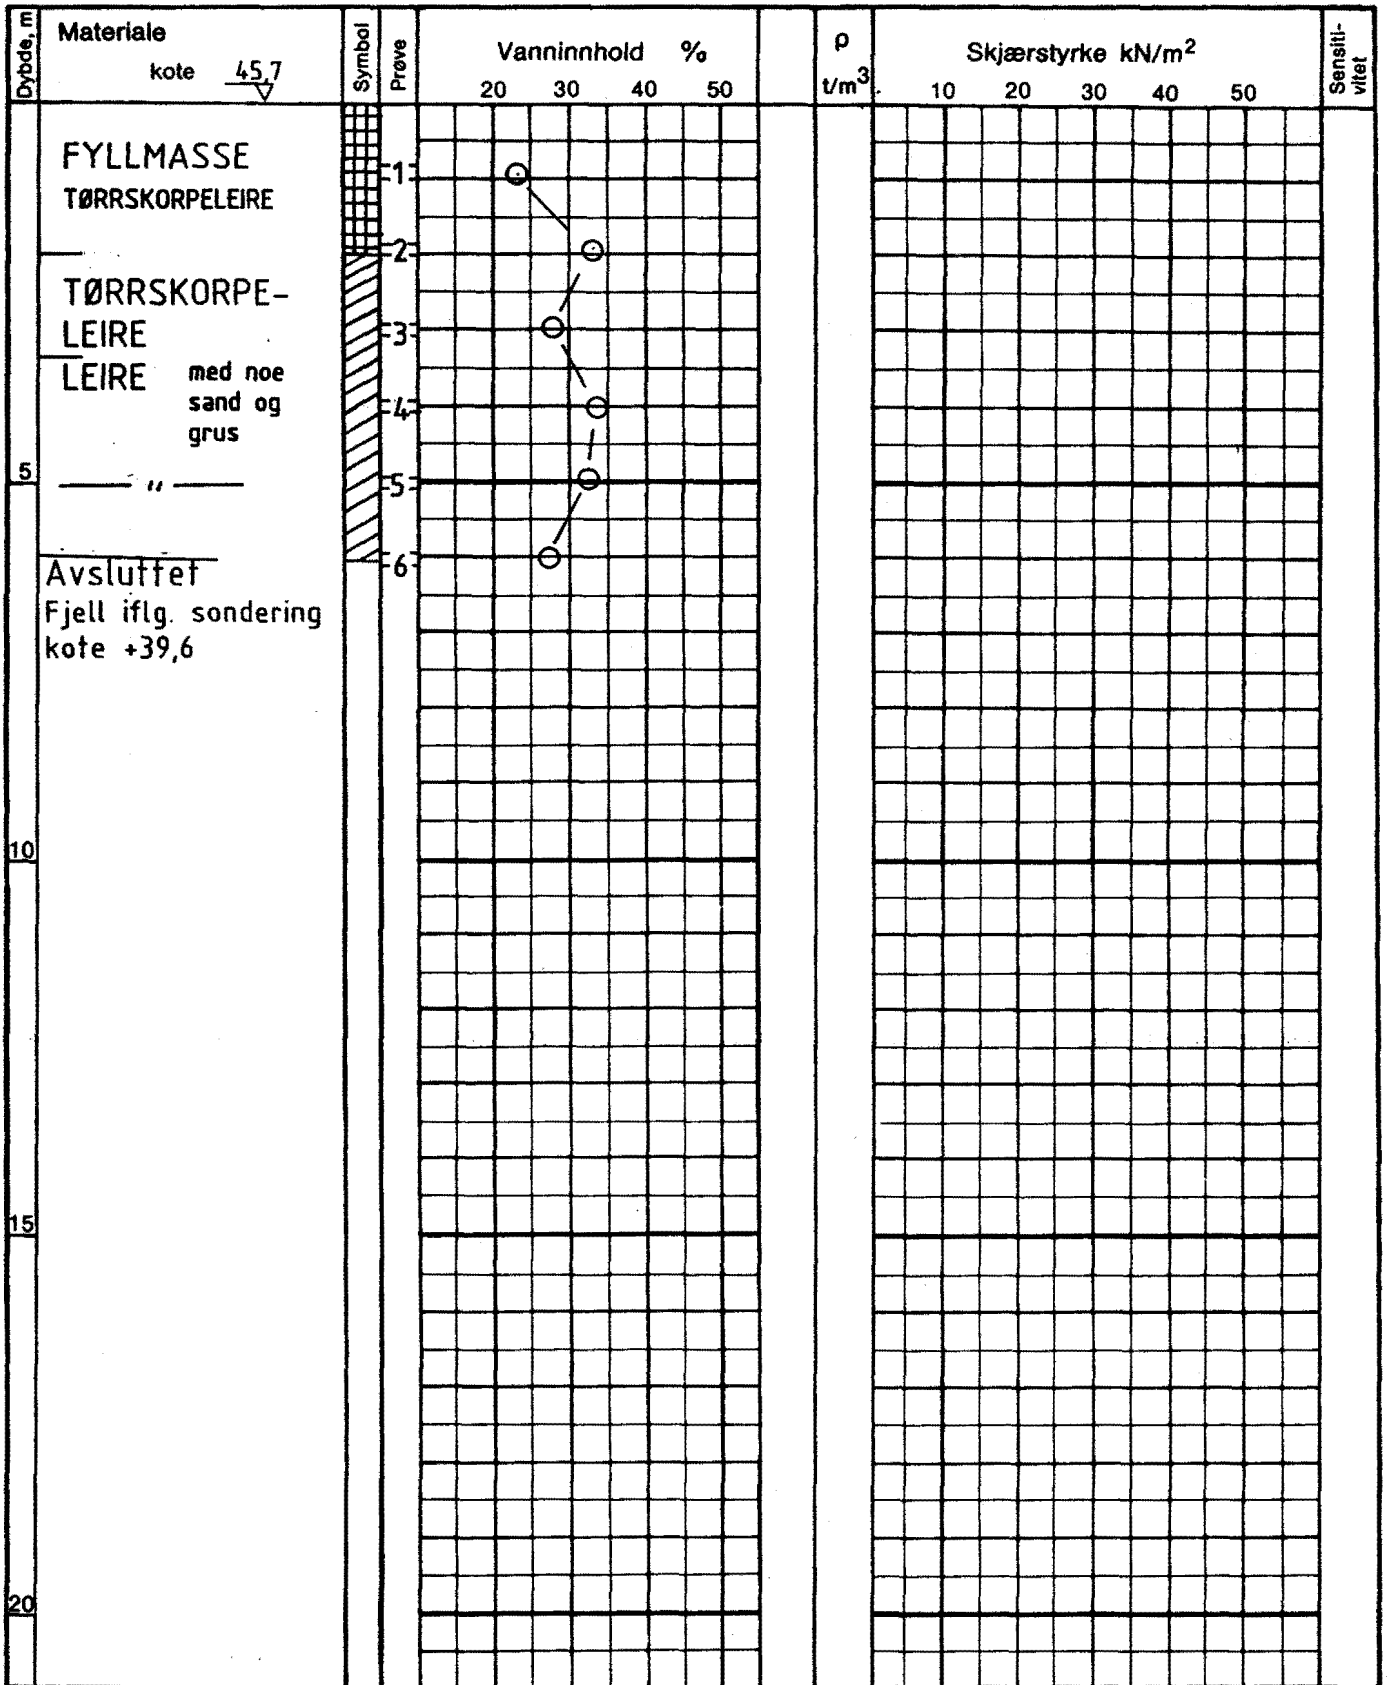 Dybde, m
Materiale
kote 45,7
Symbol
Prøve
Vanninnhold %
20 30 40 50
ρ
t/m³
Skjærstyrke kN/m²
10 20 30 40 50
Sensiti-
vitet
FYLLMASSE
TØRRSKORPELEIRE
TØRRSKORPE-
LEIRE
LEIRE med noe
sand og
grus
— " —
Avsluttet
Fjell iflg. sondering
kote +39,6
1
2
3
4
5
6
5
10
15
20